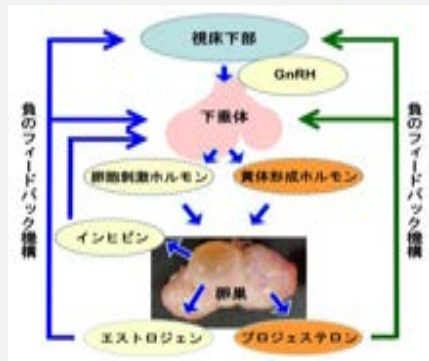 視床下部
GnRH
下垂体
卵胞刺激ホルモン
黄体形成ホルモン
インヒビン
卵巣
エストロジェン
プロジェステロン
負のフィードバック機構
負のフィードバック機構